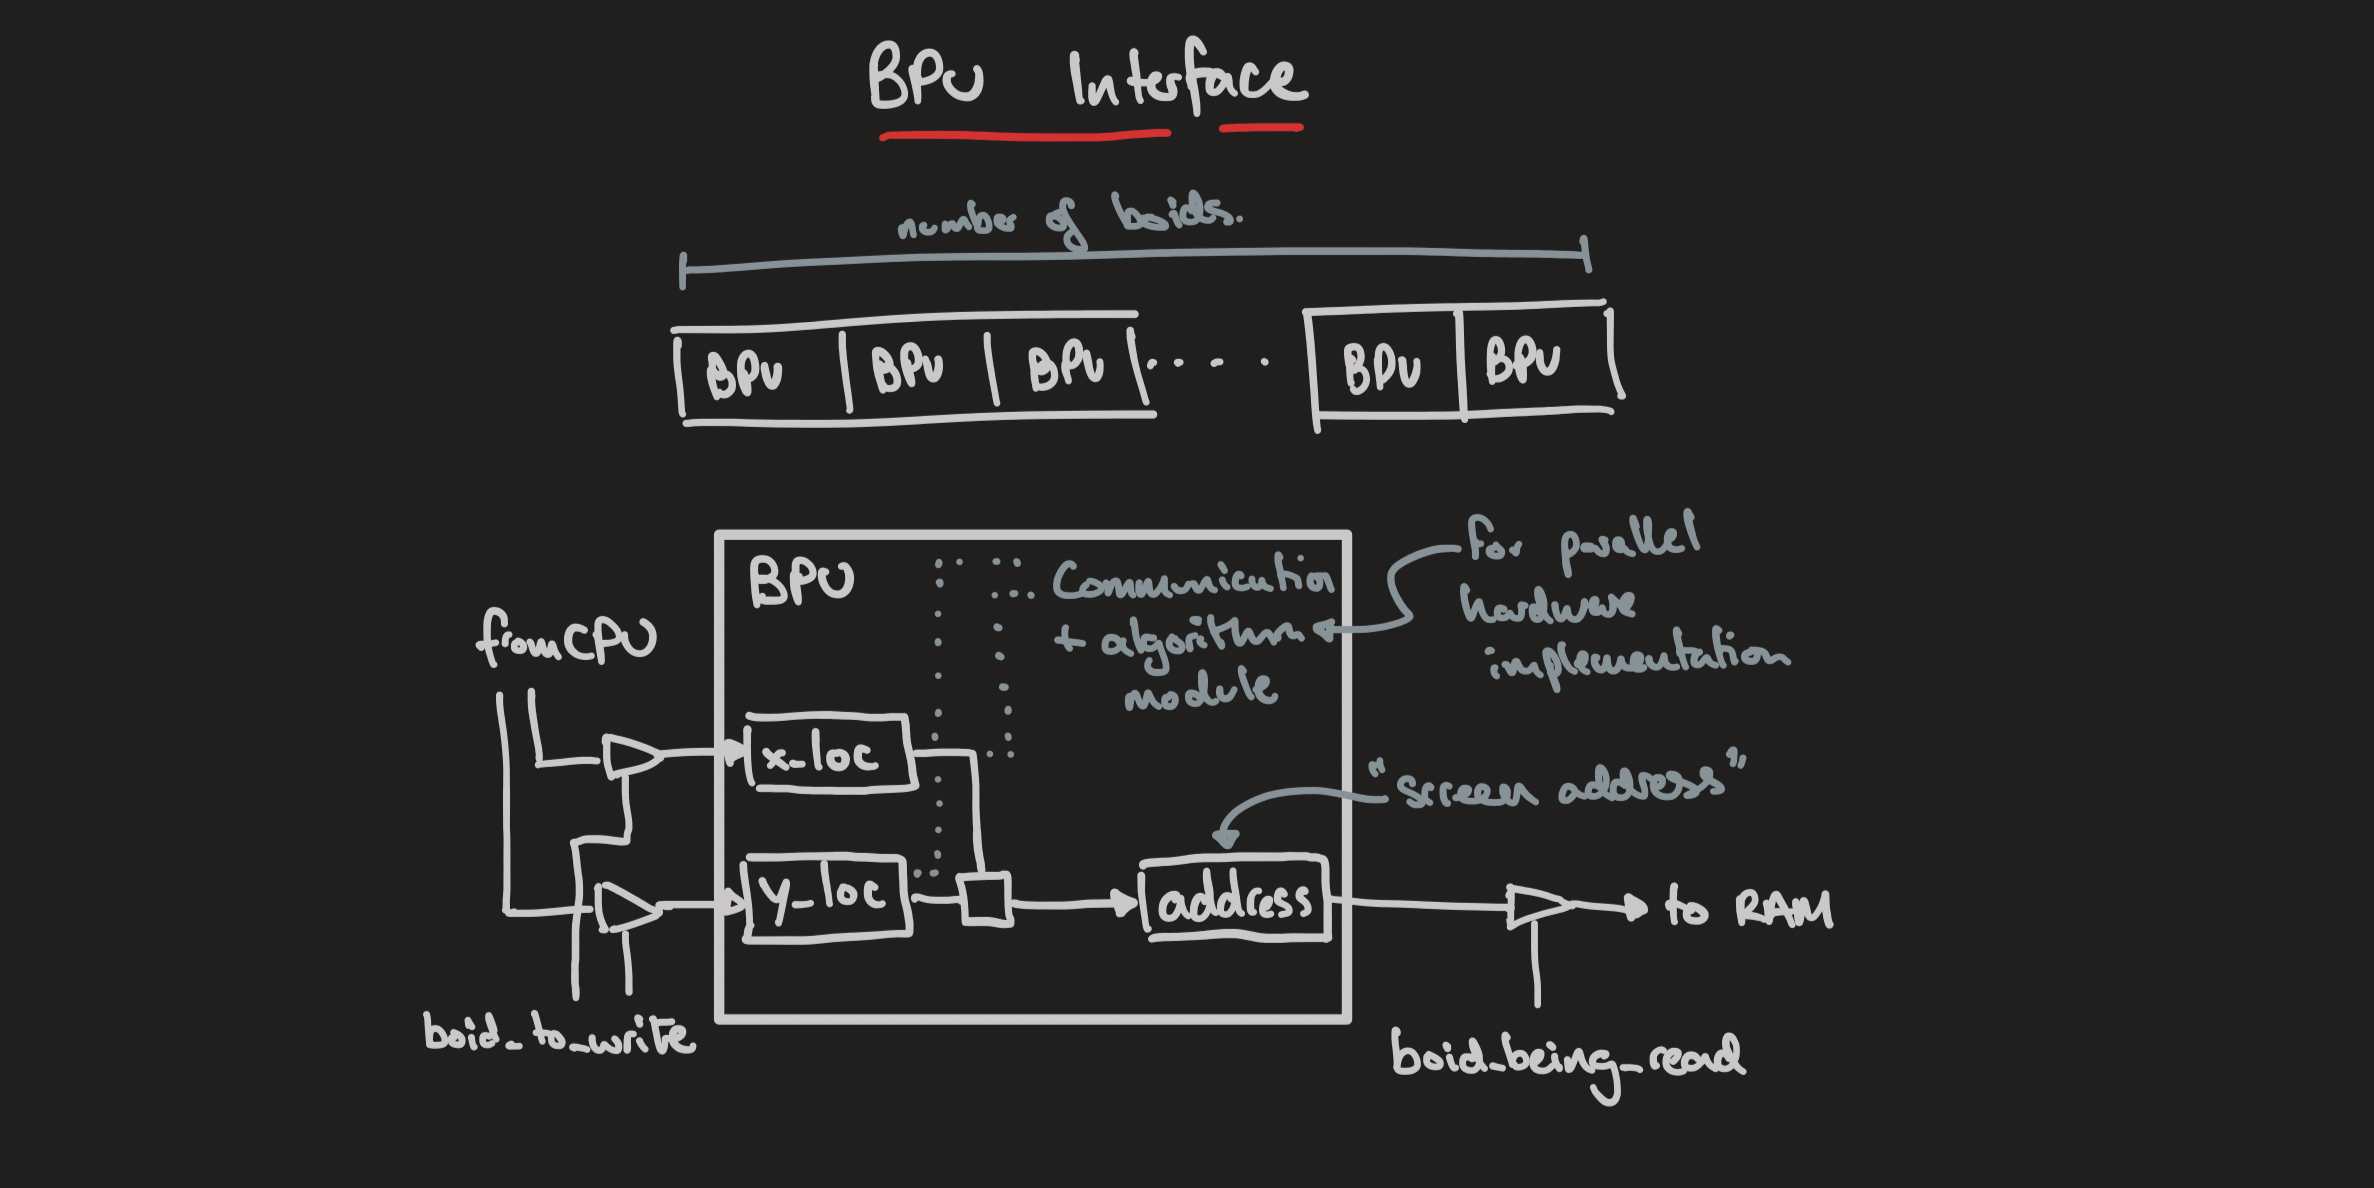 BPU Interface
number of boids.
BPU BPU BPU .... BPU BPU
BPU
Communication
+ algorithm
module
for parallel
hardware
implementation
from CPU
x_loc
"screen address"
y_loc
address
to RAM
boid_to_write
boid_being_read